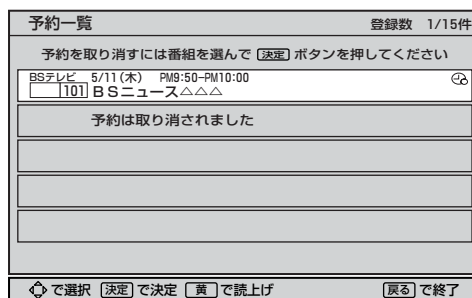 予約一覧 登録数 1/15件
予約を取り消すには番組を選んで 決定 ボタンを押してください
BSテレビ 5/11(木) PM9:50-PM10:00
101 BSニュース△△△
予約は取り消されました
で選択 決定 で決定 黄 で読上げ 戻る で終了